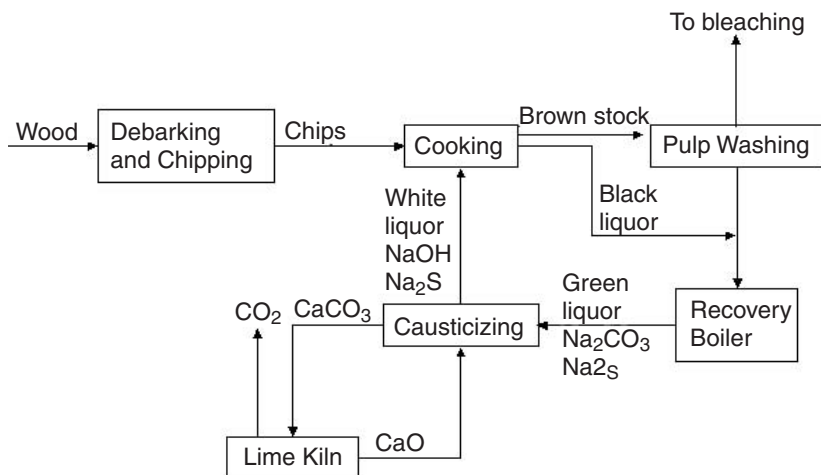 To bleaching
Wood
Debarking
and Chipping
Chips
Cooking
Brown stock
Pulp Washing
White
liquor
NaOH
Na₂S
Black
liquor
CO₂
CaCO₃
Causticizing
Green
liquor
Na₂CO₃
Na2ₛ
Recovery
Boiler
Lime Kiln
CaO